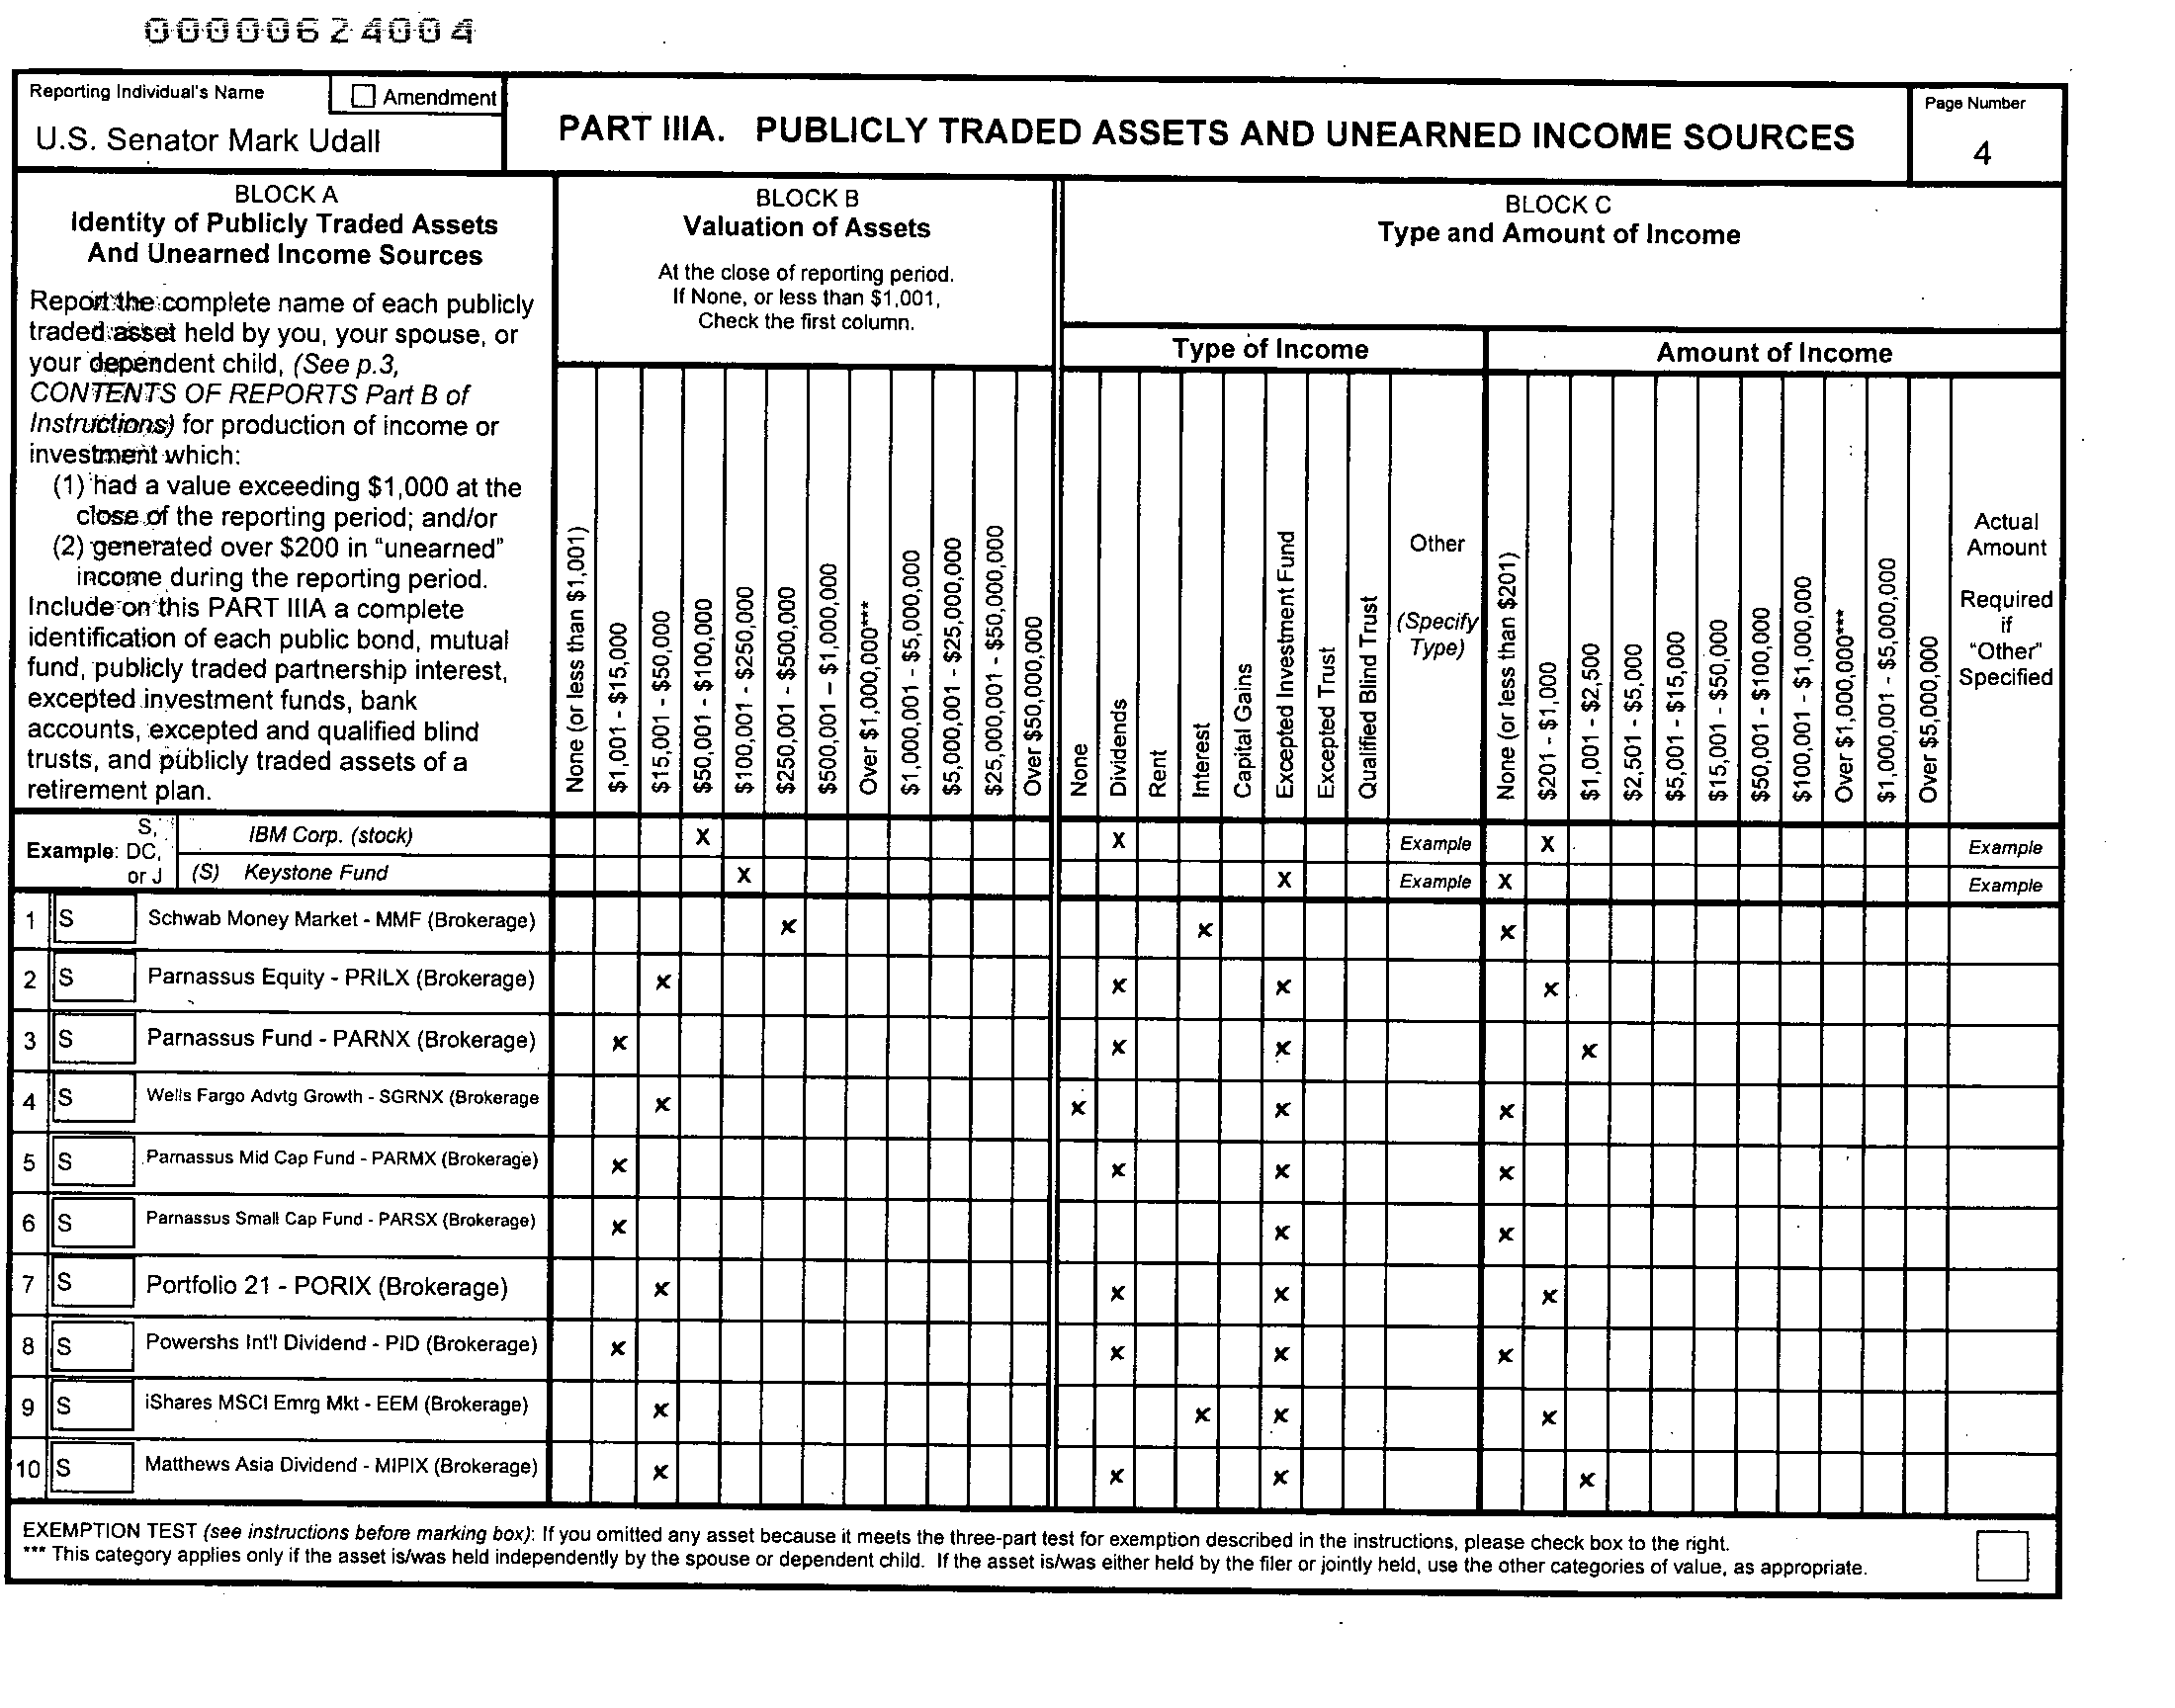 00000624004
Reporting Individual's Name
Amendment
U.S. Senator Mark Udall
PART IIIA. PUBLICLY TRADED ASSETS AND UNEARNED INCOME SOURCES
Page Number
4
BLOCK A
Identity of Publicly Traded Assets
And Unearned Income Sources
Report the complete name of each publicly
traded asset held by you, your spouse, or
your dependent child, (See p.3,
CONTENTS OF REPORTS Part B of
Instructions) for production of income or
investment which:
(1) had a value exceeding $1,000 at the
close of the reporting period; and/or
(2) generated over $200 in "unearned"
income during the reporting period.
Include on this PART IIIA a complete
identification of each public bond, mutual
fund, publicly traded partnership interest,
excepted investment funds, bank
accounts, excepted and qualified blind
trusts, and publicly traded assets of a
retirement plan.
BLOCK B
Valuation of Assets
At the close of reporting period.
If None, or less than $1,001,
Check the first column.
None (or less than $1,001)
$1,001 - $15,000
$15,001 - $50,000
$50,001 - $100,000
$100,001 - $250,000
$250,001 - $500,000
$500,001 – $1,000,000
Over $1,000,000***
$1,000,001 - $5,000,000
$5,000,001 - $25,000,000
$25,000,001 - $50,000,000
Over $50,000,000
BLOCK C
Type and Amount of Income
Type of Income
None
Dividends
Rent
Interest
Capital Gains
Excepted Investment Fund
Excepted Trust
Qualified Blind Trust
Other
(Specify
Type)
Amount of Income
None (or less than $201)
$201 - $1,000
$1,001 - $2,500
$2,501 - $5,000
$5,001 - $15,000
$15,001 - $50,000
$50,001 - $100,000
$100,001 - $1,000,000
Over $1,000,000***
$1,000,001 - $5,000,000
Over $5,000,000
Actual
Amount
Required
if
"Other"
Specified
Example: S, DC, or J
IBM Corp. (stock) X X Example X Example
(S) Keystone Fund X X Example X Example
1 S Schwab Money Market - MMF (Brokerage) x x x
2 S Parnassus Equity - PRILX (Brokerage) x x x x
3 S Parnassus Fund - PARNX (Brokerage) x x x x
4 S Wells Fargo Advtg Growth - SGRNX (Brokerage x x x x
5 S Parnassus Mid Cap Fund - PARMX (Brokerage) x x x x
6 S Parnassus Small Cap Fund - PARSX (Brokerage) x x x
7 S Portfolio 21 - PORIX (Brokerage) x x x x
8 S Powershs Int'l Dividend - PID (Brokerage) x x x x
9 S iShares MSCI Emrg Mkt - EEM (Brokerage) x x x x
10 S Matthews Asia Dividend - MIPIX (Brokerage) x x x x
EXEMPTION TEST (see instructions before marking box): If you omitted any asset because it meets the three-part test for exemption described in the instructions, please check box to the right.
*** This category applies only if the asset is/was held independently by the spouse or dependent child. If the asset is/was either held by the filer or jointly held, use the other categories of value, as appropriate.